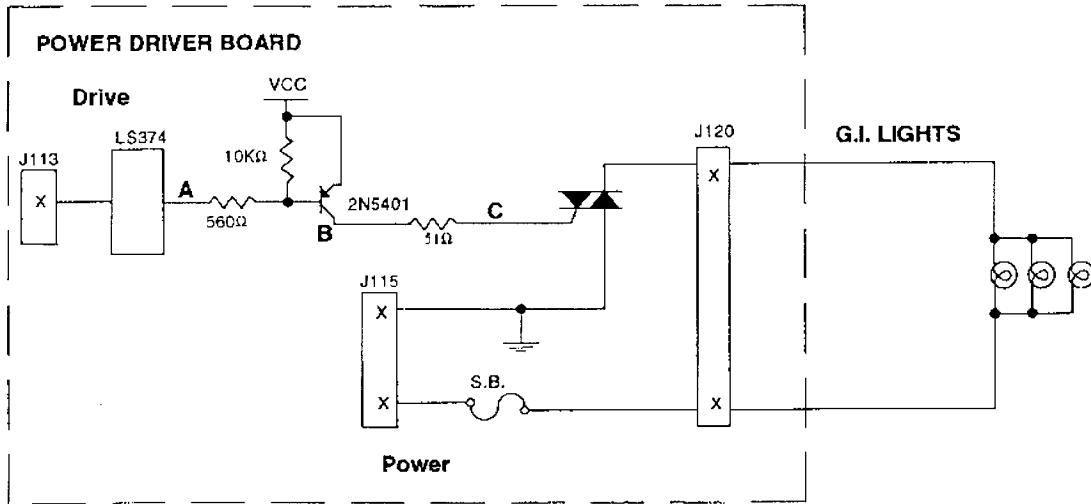 POWER DRIVER BOARD
Drive
VCC
J113
LS374
10KΩ
J120
G.I. LIGHTS
X
A
560Ω
2N5401
B
51Ω
C
X
J115
X
X
S.B.
X
Power